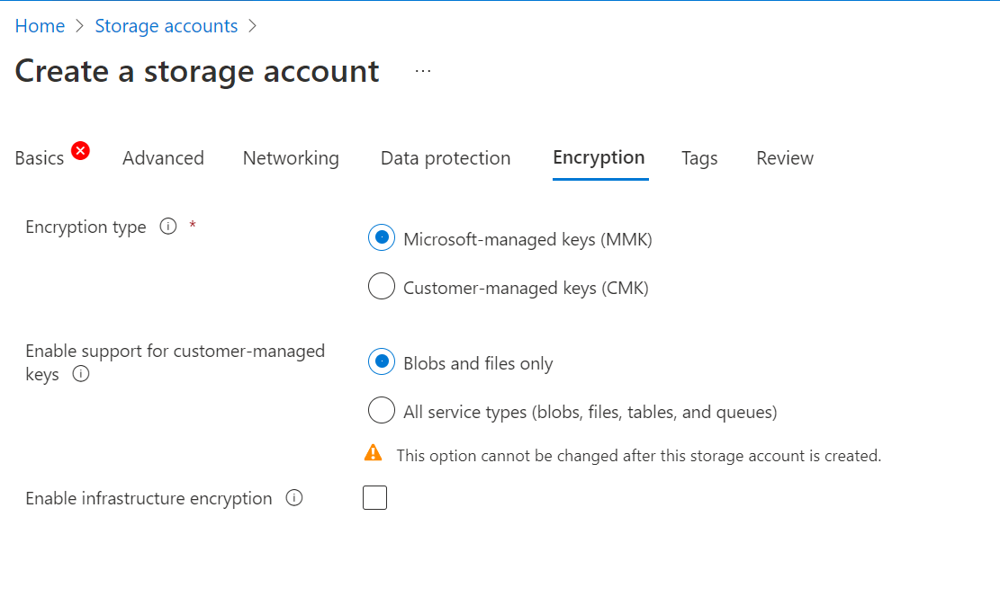 Home > Storage accounts >
Create a storage account ...
Basics Advanced Networking Data protection Encryption Tags Review
Encryption type *
Microsoft-managed keys (MMK)
Customer-managed keys (CMK)
Enable support for customer-managed
keys
Blobs and files only
All service types (blobs, files, tables, and queues)
This option cannot be changed after this storage account is created.
Enable infrastructure encryption